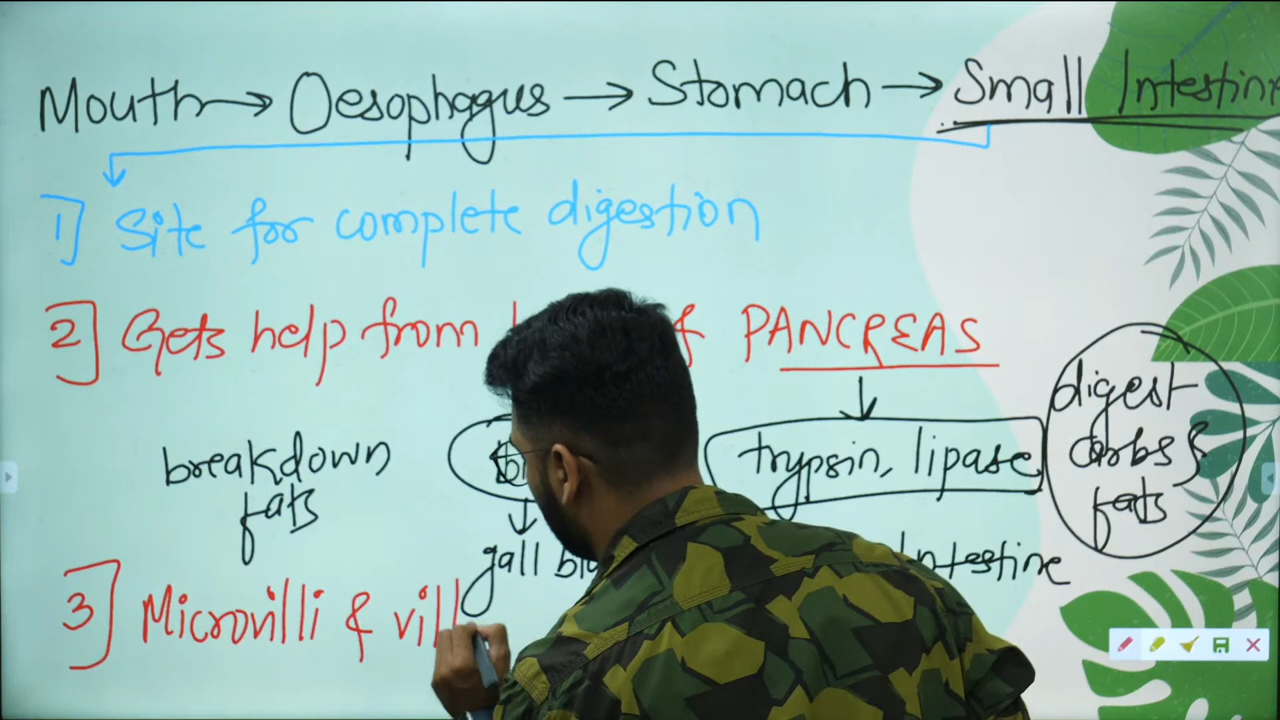 Mouth → Oesophagus → Stomach → Small Intestine
1] Site for complete digestion
2] Gets help from PANCREAS
breakdown fats
trypsin, lipase
digest carbs & fats
gall
Intestine
3] Microvilli & vill